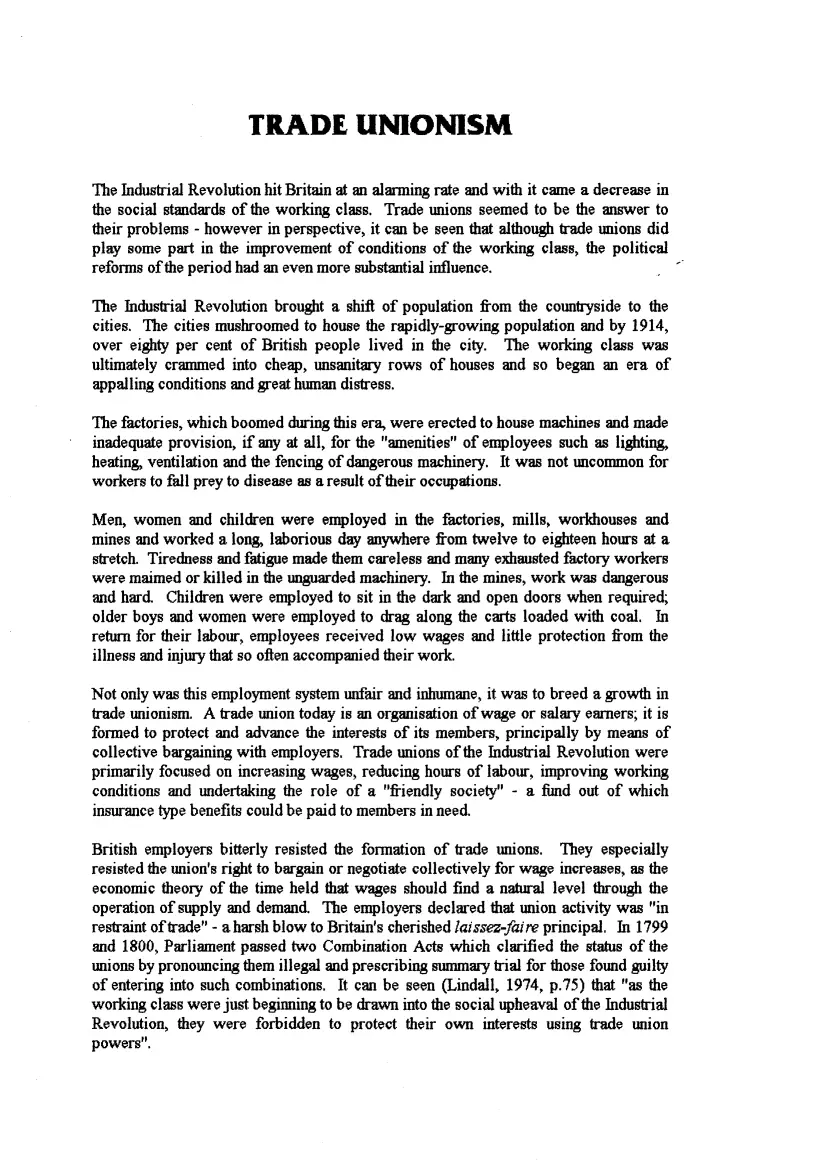 TRADE UNIONISM
The Industrial Revolution hit Britain at an alarming rate and with it came a decrease in
the social standards of the working class. Trade unions seemed to be the answer to
their problems - however in perspective, it can be seen that although trade unions did
play some part in the improvement of conditions of the working class, the political
reforms of the period had an even more substantial influence.
The Industrial Revolution brought a shift of population from the countryside to the
cities. The cities mushroomed to house the rapidly-growing population and by 1914,
over eighty per cent of British people lived in the city. The working class was
ultimately crammed into cheap, unsanitary rows of houses and so began an era of
appalling conditions and great human distress.
The factories, which boomed during this era, were erected to house machines and made
inadequate provision, if any at all, for the "amenities" of employees such as lighting,
heating, ventilation and the fencing of dangerous machinery. It was not uncommon for
workers to fall prey to disease as a result of their occupations.
Men, women and children were employed in the factories, mills, workhouses and
mines and worked a long, laborious day anywhere from twelve to eighteen hours at a
stretch. Tiredness and fatigue made them careless and many exhausted factory workers
were maimed or killed in the unguarded machinery. In the mines, work was dangerous
and hard. Children were employed to sit in the dark and open doors when required;
older boys and women were employed to drag along the carts loaded with coal. In
return for their labour, employees received low wages and little protection from the
illness and injury that so often accompanied their work.
Not only was this employment system unfair and inhumane, it was to breed a growth in
trade unionism. A trade union today is an organisation of wage or salary earners; it is
formed to protect and advance the interests of its members, principally by means of
collective bargaining with employers. Trade unions of the Industrial Revolution were
primarily focused on increasing wages, reducing hours of labour, improving working
conditions and undertaking the role of a "friendly society" - a fund out of which
insurance type benefits could be paid to members in need.
British employers bitterly resisted the formation of trade unions. They especially
resisted the union's right to bargain or negotiate collectively for wage increases, as the
economic theory of the time held that wages should find a natural level through the
operation of supply and demand. The employers declared that union activity was "in
restraint of trade" - a harsh blow to Britain's cherished laissez-faire principal. In 1799
and 1800, Parliament passed two Combination Acts which clarified the status of the
unions by pronouncing them illegal and prescribing summary trial for those found guilty
of entering into such combinations. It can be seen (Lindall, 1974, p.75) that "as the
working class were just beginning to be drawn into the social upheaval of the Industrial
Revolution, they were forbidden to protect their own interests using trade union
powers".